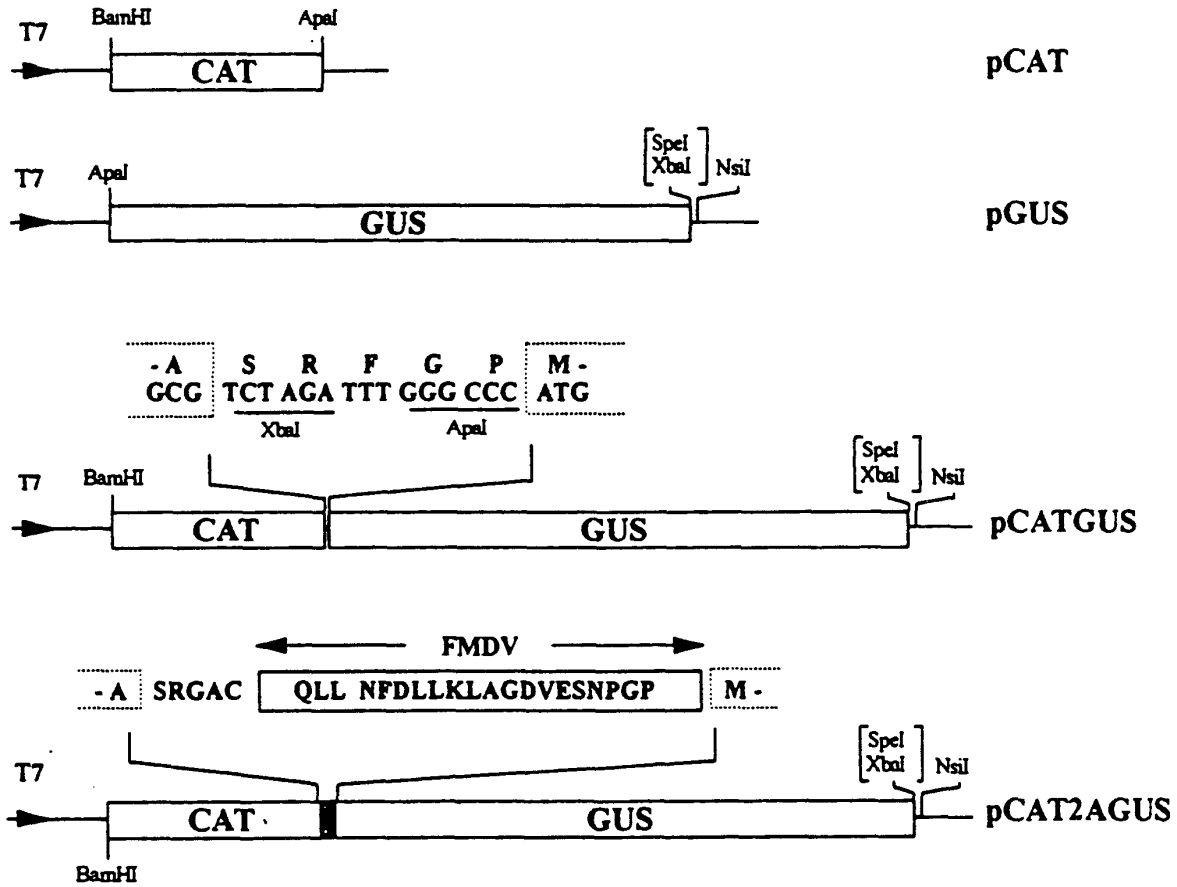 BamHI ApaI
T7
CAT
pCAT
SpeI
XbaI
NsiI
ApaI
T7
GUS
pGUS
- A S R F G P M -
GCG TCT AGA TTT GGG CCC ATG
XbaI ApaI
SpeI
XbaI
NsiI
BamHI
T7
CAT GUS
pCATGUS
FMDV
- A SRGAC QLL NFDLLKLAGDVESNPGP M -
SpeI
XbaI
NsiI
T7
CAT GUS
pCAT2AGUS
BamHI